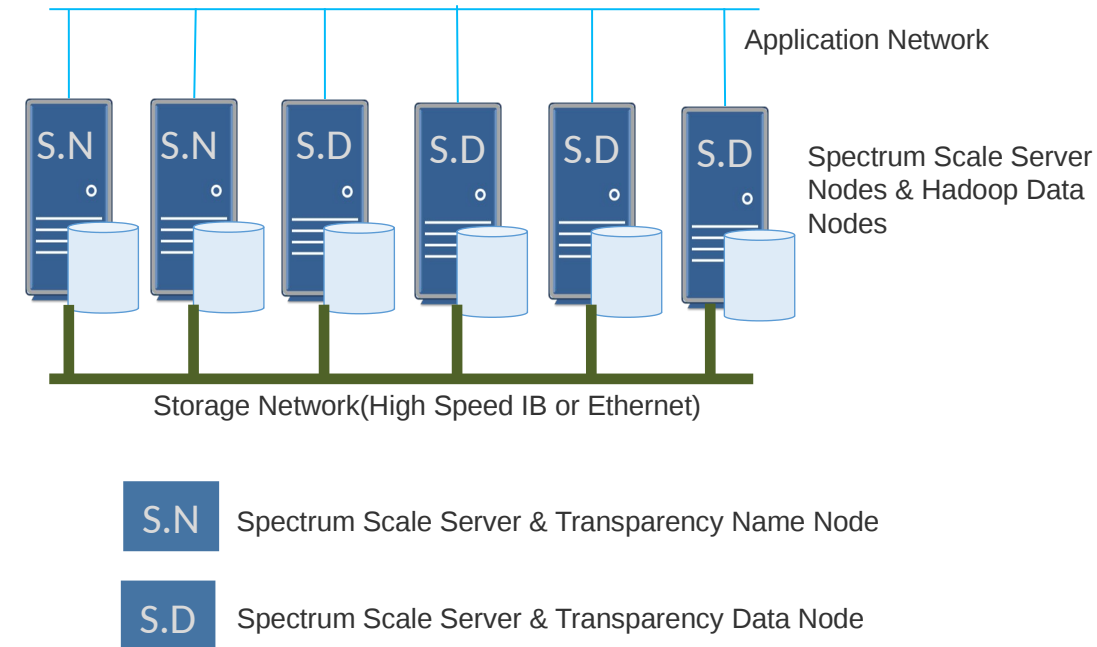 Application Network
S.N
S.N
S.D
S.D
S.D
S.D
Spectrum Scale Server
Nodes & Hadoop Data
Nodes
Storage Network(High Speed IB or Ethernet)
S.N
Spectrum Scale Server & Transparency Name Node
S.D
Spectrum Scale Server & Transparency Data Node